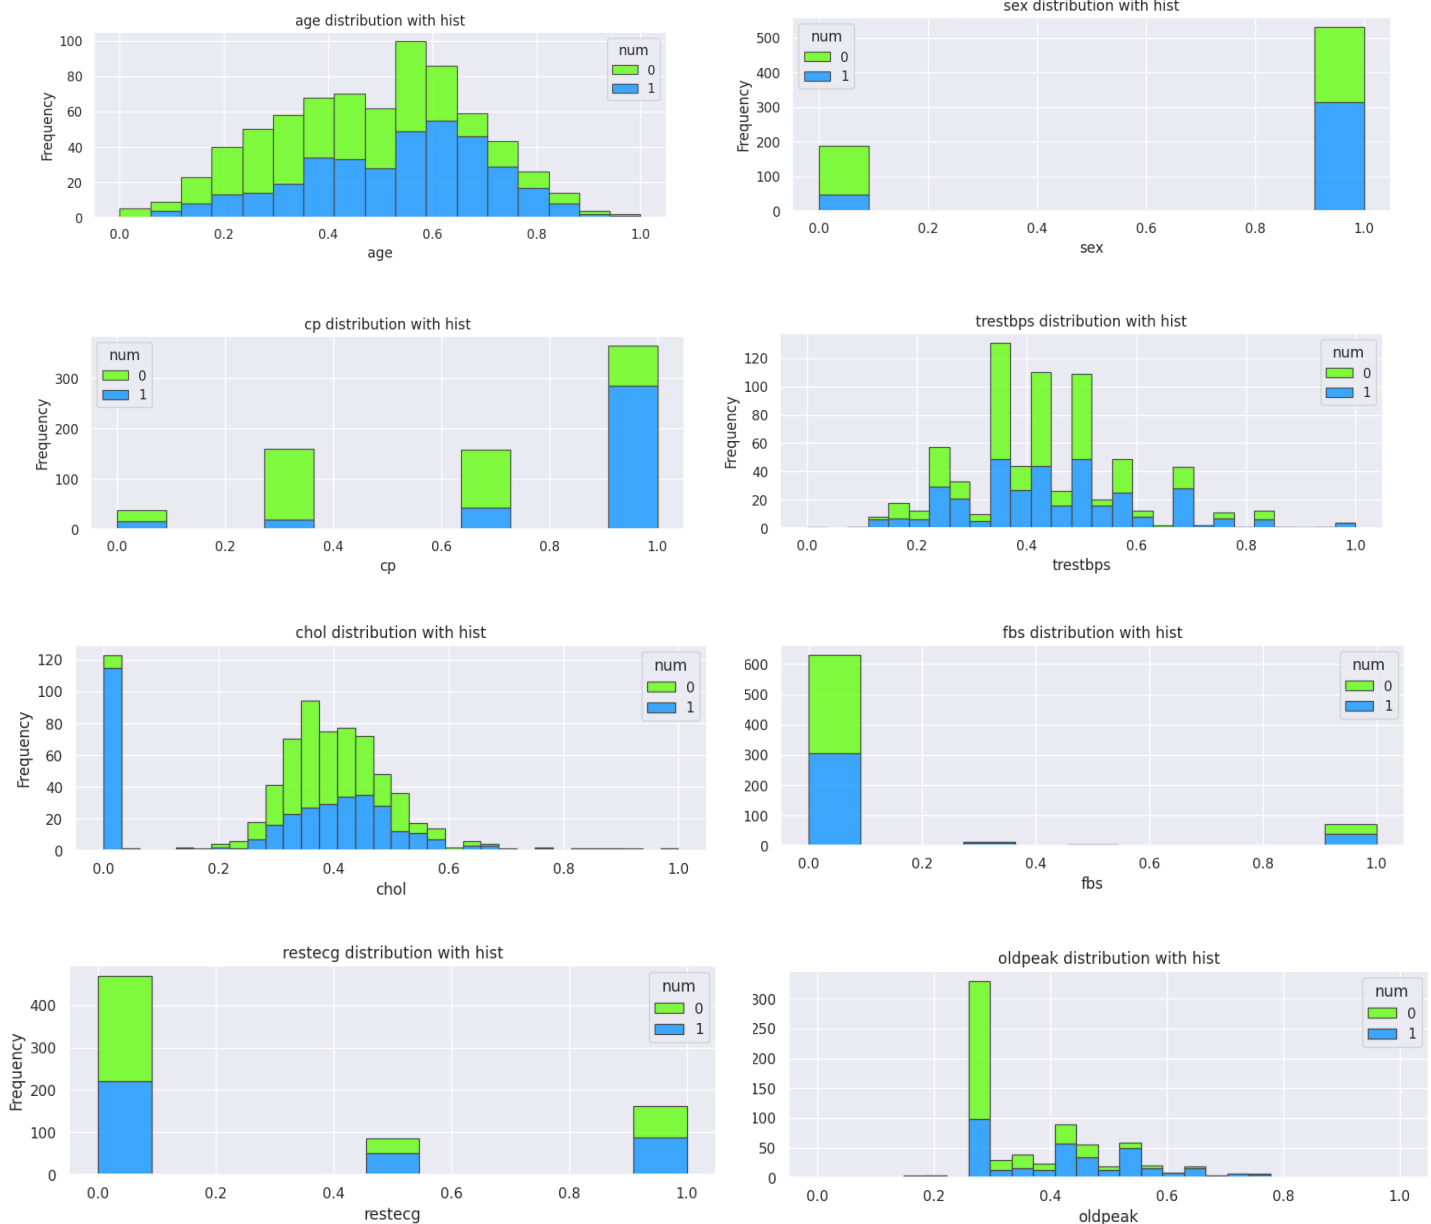 age distribution with hist
Frequency
100
80
60
40
20
0
num
0
1
0.0 0.2 0.4 0.6 0.8 1.0
age
sex distribution with hist
Frequency
500
400
300
200
100
0
num
0
1
0.0 0.2 0.4 0.6 0.8 1.0
sex
cp distribution with hist
Frequency
300
200
100
0
num
0
1
0.0 0.2 0.4 0.6 0.8 1.0
cp
trestbps distribution with hist
Frequency
120
100
80
60
40
20
0
num
0
1
0.0 0.2 0.4 0.6 0.8 1.0
trestbps
chol distribution with hist
Frequency
120
100
80
60
40
20
0
num
0
1
0.0 0.2 0.4 0.6 0.8 1.0
chol
fbs distribution with hist
600
500
400
300
200
100
0
num
0
1
0.0 0.2 0.4 0.6 0.8 1.0
fbs
restecg distribution with hist
Frequency
400
300
200
100
0
num
0
1
0.0 0.2 0.4 0.6 0.8 1.0
restecg
oldpeak distribution with hist
300
250
200
150
100
50
0
num
0
1
0.0 0.2 0.4 0.6 0.8 1.0
oldpeak